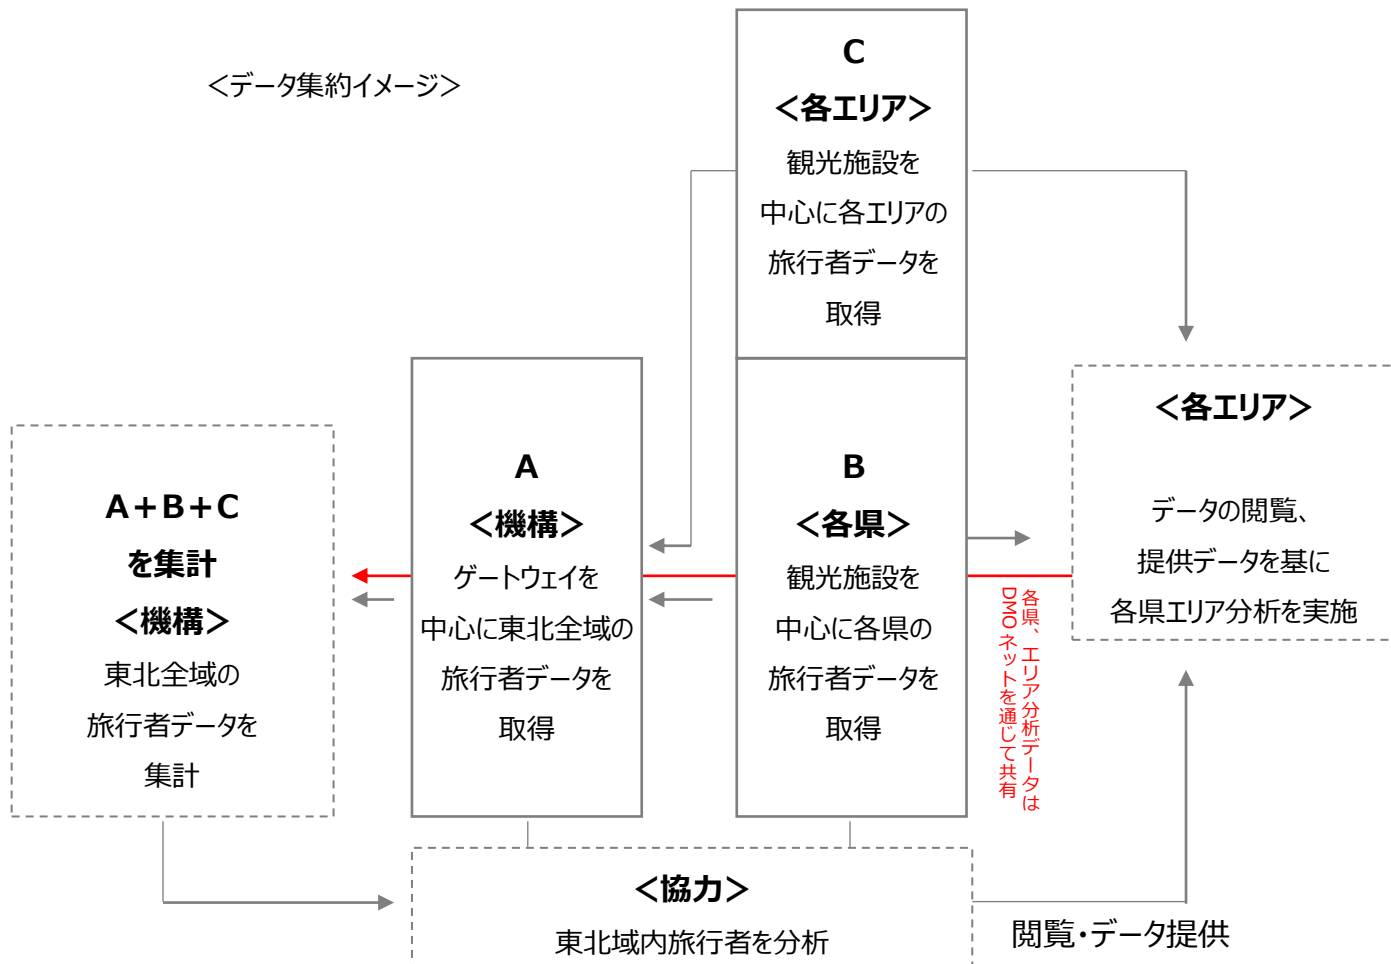 <データ集約イメージ>
C
<各エリア>
観光施設を
中心に各エリアの
旅行者データを
取得
A+B+C
を集計
<機構>
東北全域の
旅行者データを
集計
A
<機構>
ゲートウェイを
中心に東北全域の
旅行者データを
取得
B
<各県>
観光施設を
中心に各県の
旅行者データを
取得
各県、エリア分析データは
DMOネットを通じて共有
<各エリア>
データの閲覧、
提供データを基に
各県エリア分析を実施
<協力>
東北域内旅行者を分析
閲覧・データ提供